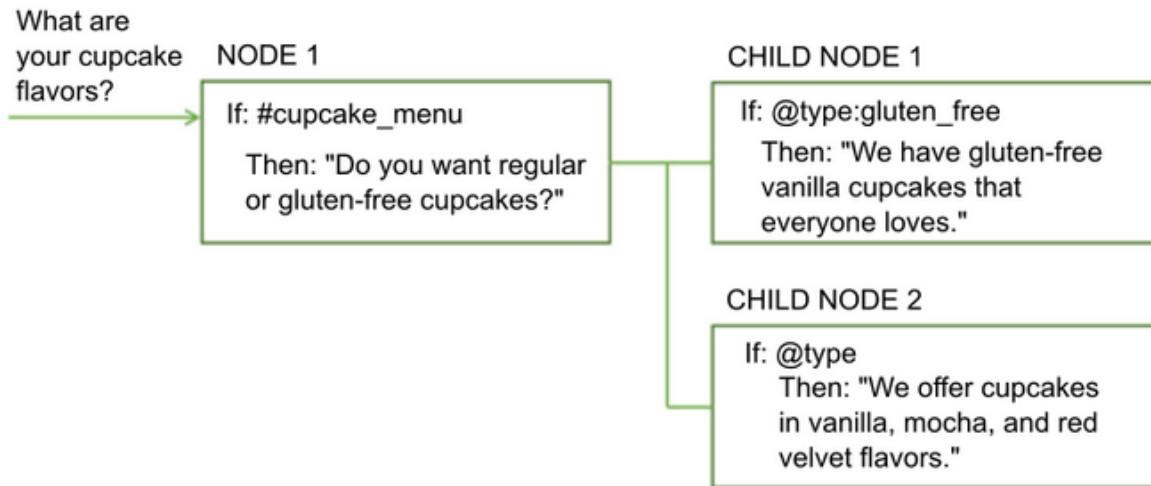 What are
your cupcake
flavors?
NODE 1
If: #cupcake_menu
Then: "Do you want regular
or gluten-free cupcakes?"
CHILD NODE 1
If: @type:gluten_free
Then: "We have gluten-free
vanilla cupcakes that
everyone loves."
CHILD NODE 2
If: @type
Then: "We offer cupcakes
in vanilla, mocha, and red
velvet flavors."